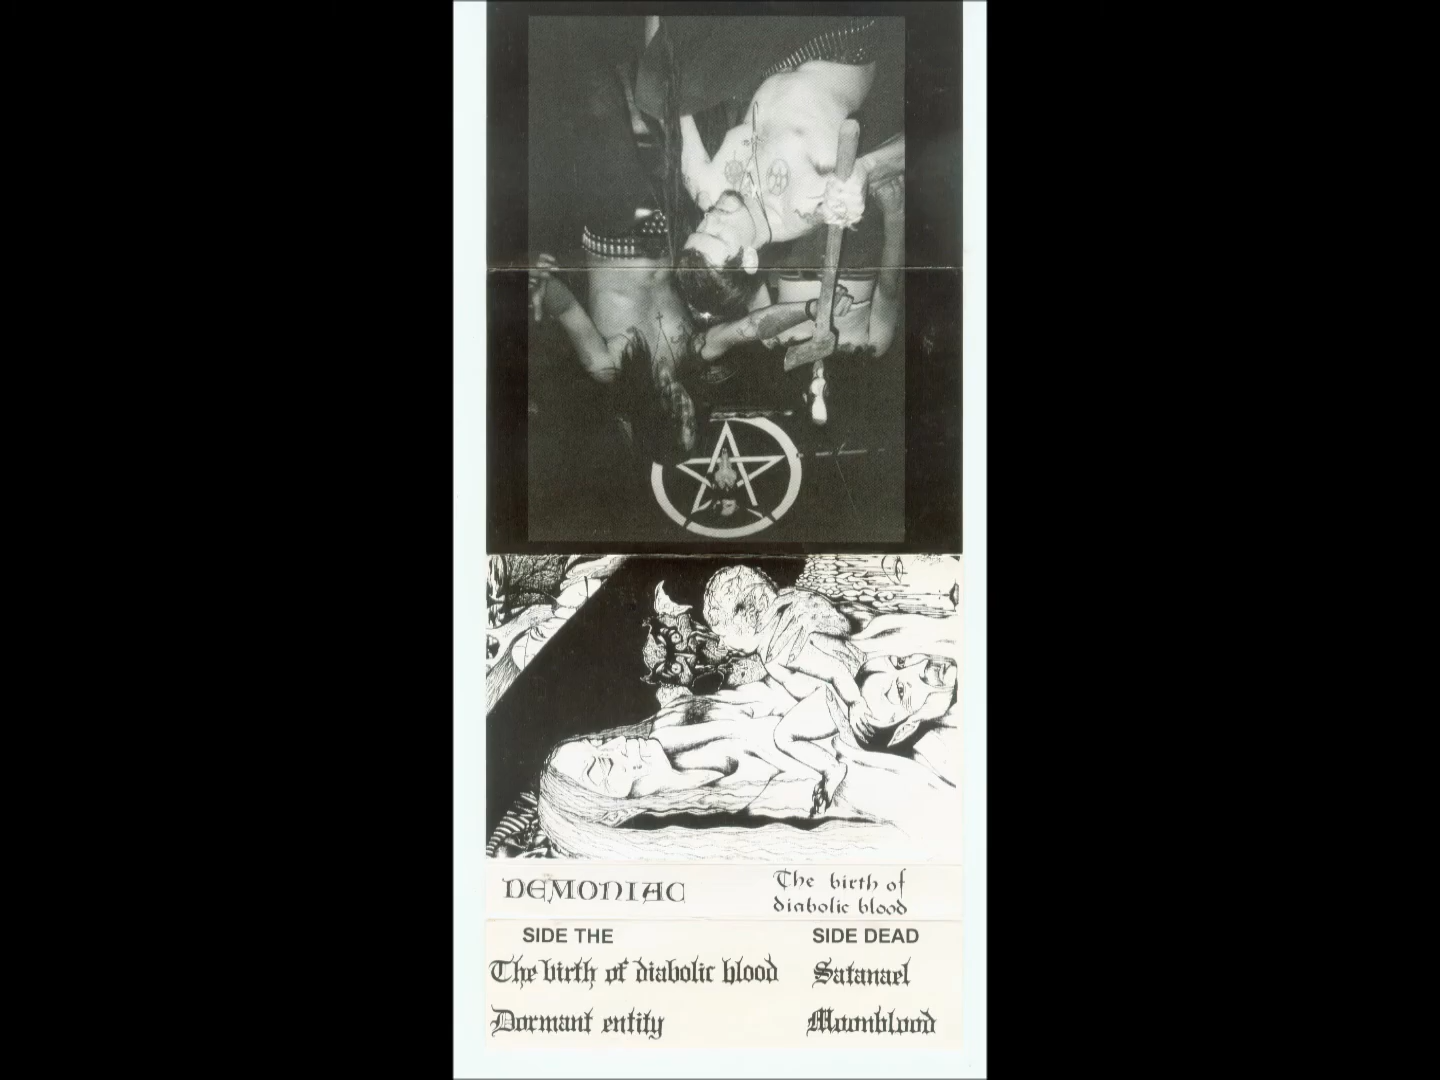 DEMONIAC
The birth of
diabolic blood
SIDE THE
The birth of diabolic blood
Dormant entity
SIDE DEAD
Satanael
Moonblood